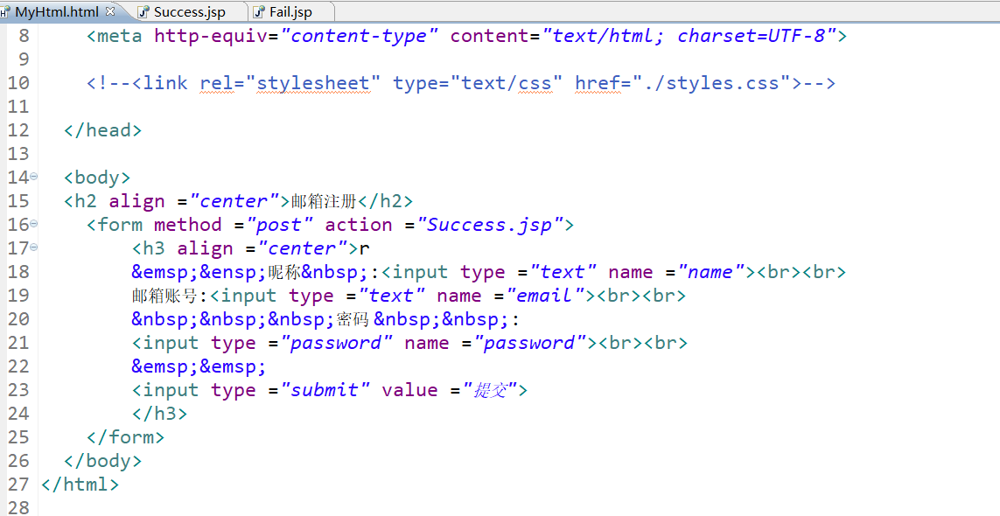 MyHtml.html Success.jsp Fail.jsp
8 <meta http-equiv="content-type" content="text/html; charset=UTF-8">
9
10 <!--<link rel="stylesheet" type="text/css" href="./styles.css">-->
11
12 </head>
13
14 <body>
15 <h2 align ="center">邮箱注册</h2>
16 <form method ="post" action ="Success.jsp">
17 <h3 align ="center">r
18 &emsp;&ensp;昵称&nbsp;:<input type ="text" name ="name"><br><br>
19 邮箱账号:<input type ="text" name ="email"><br><br>
20 &nbsp;&nbsp;&nbsp;密码&nbsp;&nbsp;:
21 <input type ="password" name ="password"><br><br>
22 &emsp;&emsp;
23 <input type ="submit" value ="提交">
24 </h3>
25 </form>
26 </body>
27 </html>
28